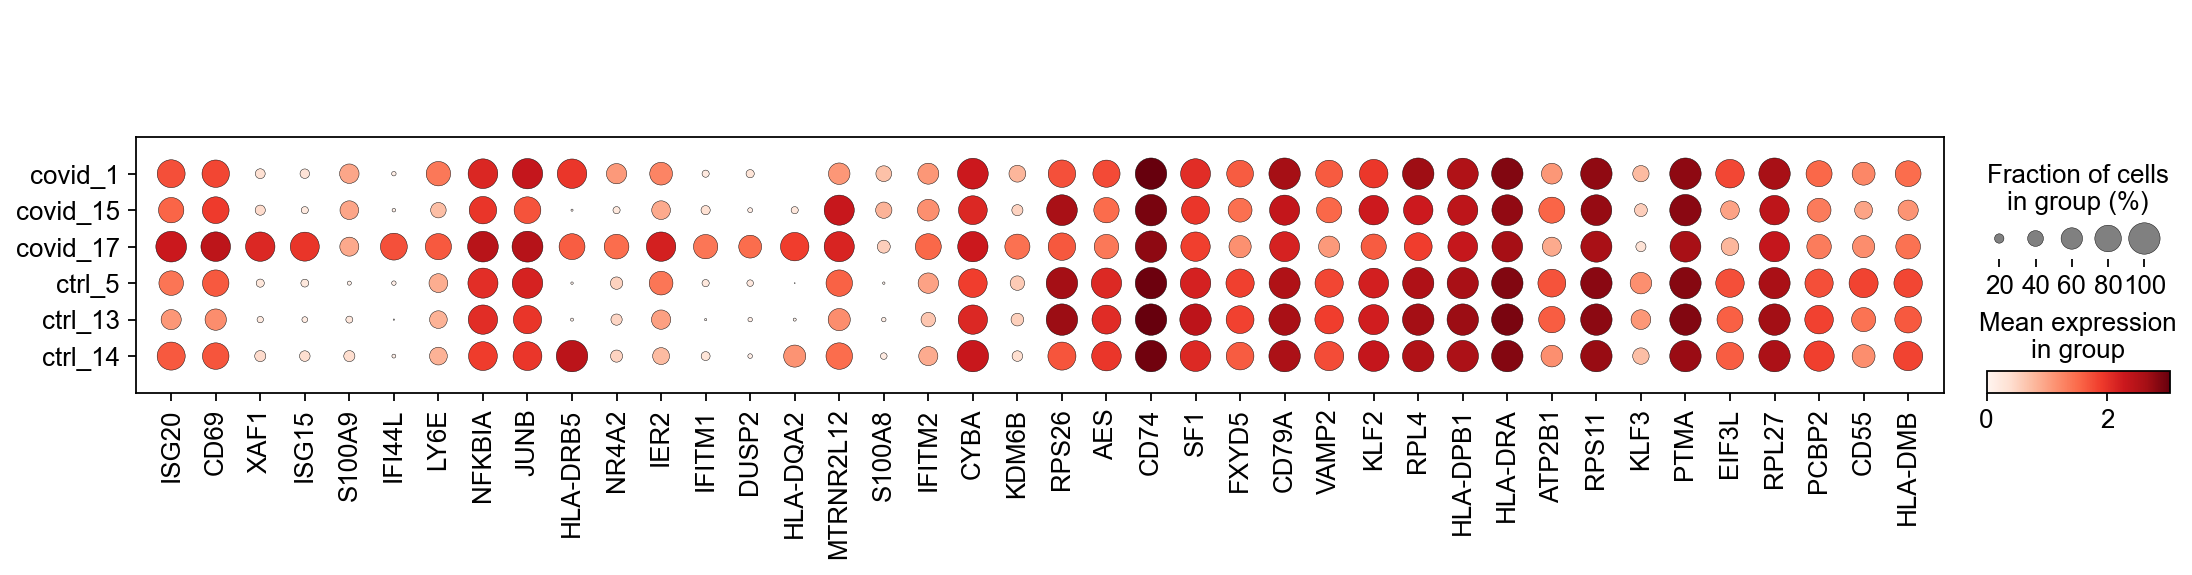 covid_1
covid_15
covid_17
ctrl_5
ctrl_13
ctrl_14
ISG20
CD69
XAF1
ISG15
S100A9
IFI44L
LY6E
NFKBIA
JUNB
HLA-DRB5
NR4A2
IER2
IFITM1
DUSP2
HLA-DQA2
MTRNR2L12
S100A8
IFITM2
CYBA
KDM6B
RPS26
AES
CD74
SF1
FXYD5
CD79A
VAMP2
KLF2
RPL4
HLA-DPB1
HLA-DRA
ATP2B1
RPS11
KLF3
PTMA
EIF3L
RPL27
PCBP2
CD55
HLA-DMB
Fraction of cells
in group (%)
20 40 60 80 100
Mean expression
in group
0 2